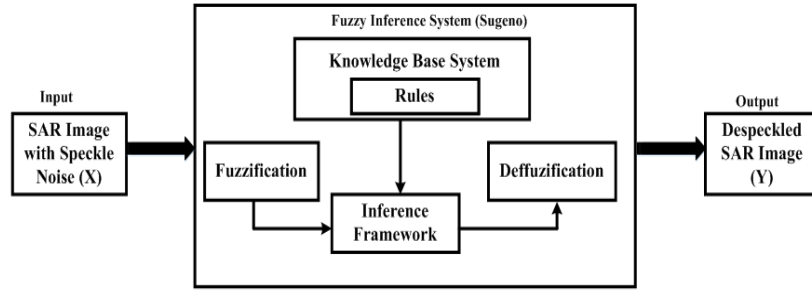 Fuzzy Inference System (Sugeno)
Knowledge Base System
Rules
Input
SAR Image
with Speckle
Noise (X)
Fuzzification
Inference
Framework
Deffuzification
Output
Despeckled
SAR Image
(Y)